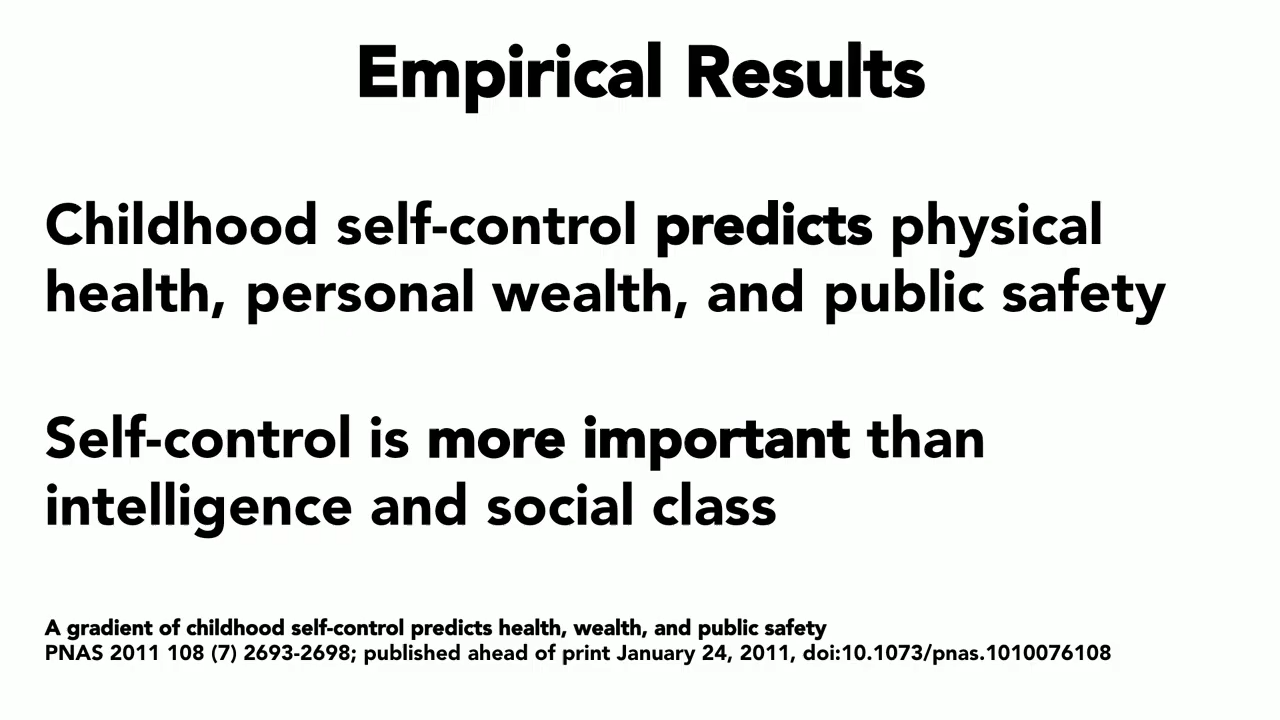 Empirical Results
Childhood self-control predicts physical
health, personal wealth, and public safety
Self-control is more important than
intelligence and social class
A gradient of childhood self-control predicts health, wealth, and public safety
PNAS 2011 108 (7) 2693-2698; published ahead of print January 24, 2011, doi:10.1073/pnas.1010076108